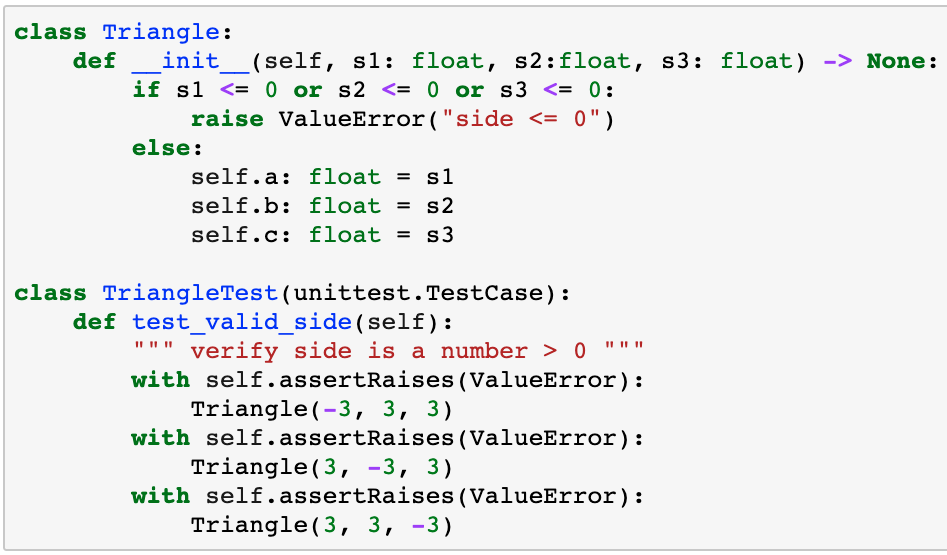 class Triangle:
    def __init__(self, s1: float, s2:float, s3: float) -> None:
        if s1 <= 0 or s2 <= 0 or s3 <= 0:
            raise ValueError("side <= 0")
        else:
            self.a: float = s1
            self.b: float = s2
            self.c: float = s3

class TriangleTest(unittest.TestCase):
    def test_valid_side(self):
        """ verify side is a number > 0 """
        with self.assertRaises(ValueError):
            Triangle(-3, 3, 3)
        with self.assertRaises(ValueError):
            Triangle(3, -3, 3)
        with self.assertRaises(ValueError):
            Triangle(3, 3, -3)